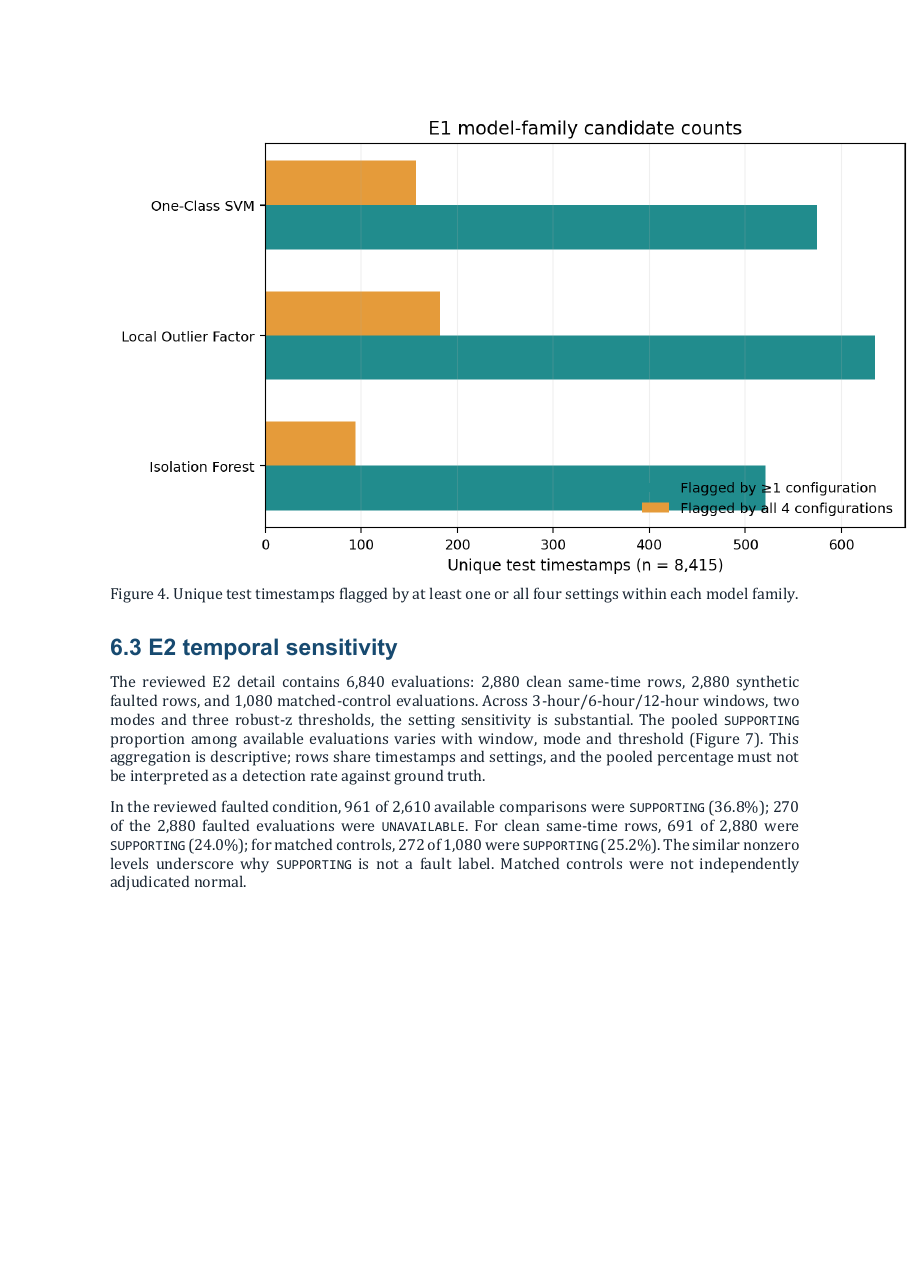 E1 model-family candidate counts
One-Class SVM
Local Outlier Factor
Isolation Forest
Flagged by ≥1 configuration
Flagged by all 4 configurations
0 100 200 300 400 500 600
Unique test timestamps (n = 8,415)
Figure 4. Unique test timestamps flagged by at least one or all four settings within each model family.
6.3 E2 temporal sensitivity
The reviewed E2 detail contains 6,840 evaluations: 2,880 clean same-time rows, 2,880 synthetic
faulted rows, and 1,080 matched-control evaluations. Across 3-hour/6-hour/12-hour windows, two
modes and three robust-z thresholds, the setting sensitivity is substantial. The pooled SUPPORTING
proportion among available evaluations varies with window, mode and threshold (Figure 7). This
aggregation is descriptive; rows share timestamps and settings, and the pooled percentage must not
be interpreted as a detection rate against ground truth.
In the reviewed faulted condition, 961 of 2,610 available comparisons were SUPPORTING (36.8%); 270
of the 2,880 faulted evaluations were UNAVAILABLE. For clean same-time rows, 691 of 2,880 were
SUPPORTING (24.0%); for matched controls, 272 of 1,080 were SUPPORTING (25.2%). The similar nonzero
levels underscore why SUPPORTING is not a fault label. Matched controls were not independently
adjudicated normal.